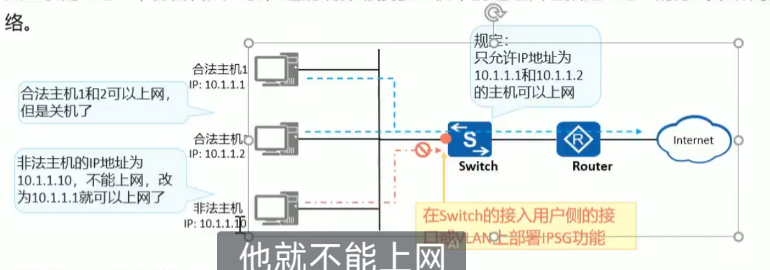 络。
规定：
只允许IP地址为
10.1.1.1和10.1.1.2
的主机可以上网
合法主机1
IP: 10.1.1.1
合法主机1和2可以上网，
但是关机了
合法主机2
IP: 10.1.1.2
S
Switch
R
Router
Internet
非法主机的IP地址为
10.1.1.10，不能上网，改
为10.1.1.1就可以上网了
非法主机
IP: 10.1.1.10
在Switch的接入用户侧的接
口或VLAN上部署IPSG功能
AI
他就不能上网